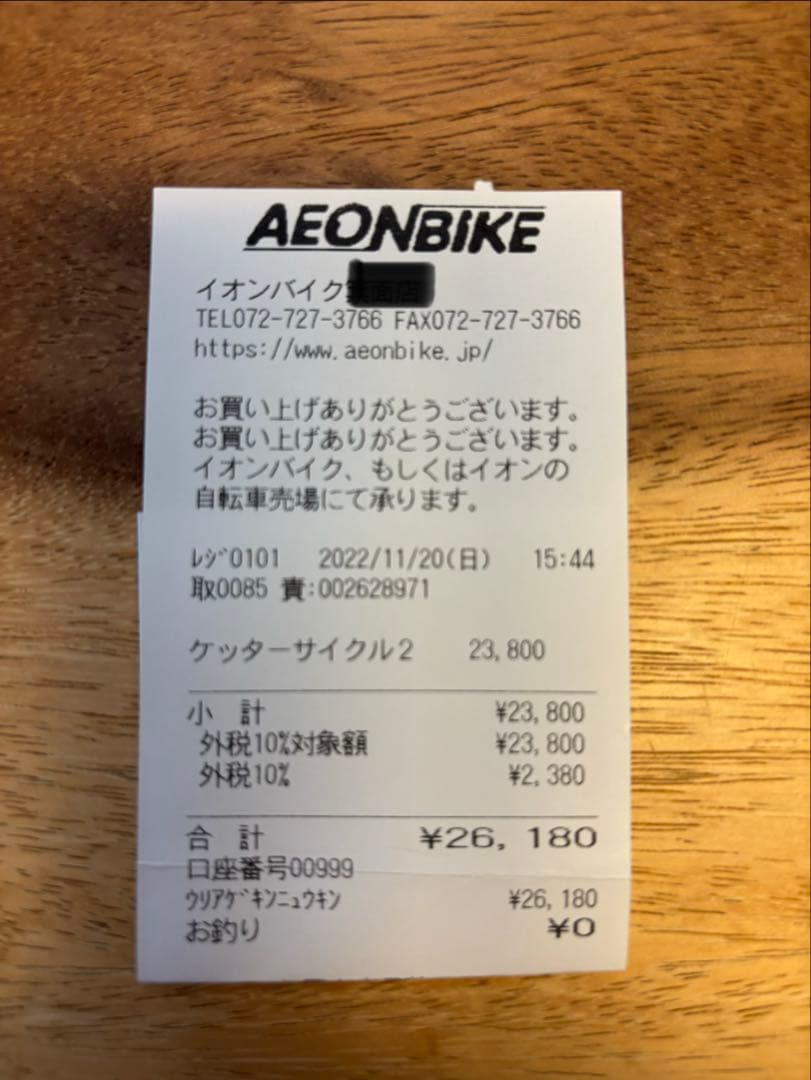 AEONBIKE
イオンバイク
TEL072-727-3766 FAX072-727-3766
https://www.aeonbike.jp/
お買い上げありがとうございます。
お買い上げありがとうございます。
イオンバイク、もしくはイオンの
自転車売場にて承ります。
ﾚｼﾞ0101 2022/11/20(日) 15:44
取0085 責:002628971
ケッターサイクル2 23,800
小 計 ¥23,800
外税10%対象額 ¥23,800
外税10% ¥2,380
合 計 ¥26,180
口座番号00999
ｳﾘｱｹﾞｷﾝﾆｭｳｷﾝ ¥26,180
お釣り ¥0